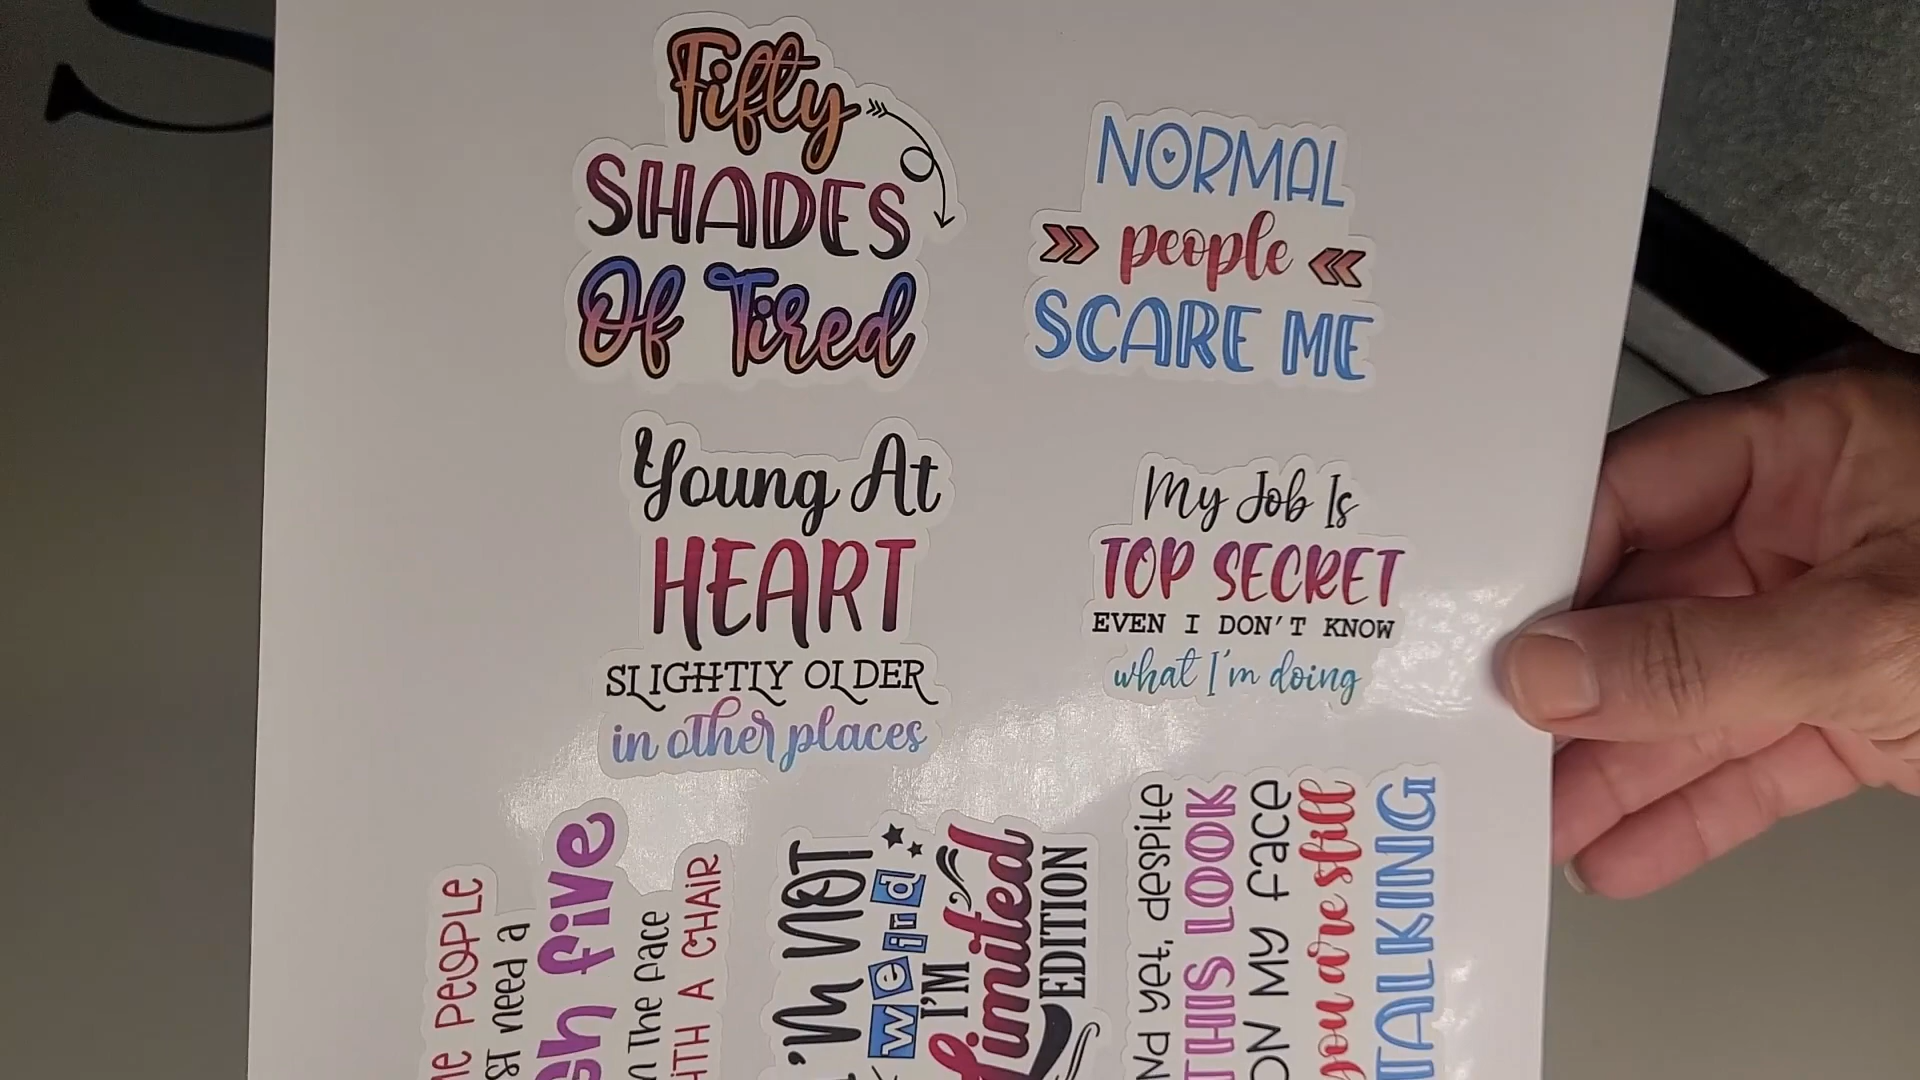 Fifty
SHADES
Of Tired
NORMAL
people
SCARE ME
Young At
HEART
SLIGHTLY OLDER
in other places
My Job Is
TOP SECRET
EVEN I DON'T KNOW
what I'm doing
PEOPLE
need a
five
the face
A CHAIR
I'M NOT
weird
I'M
Limited
EDITION
yet, despite
THIS LOOK
ON MY face
you are still
TALKING